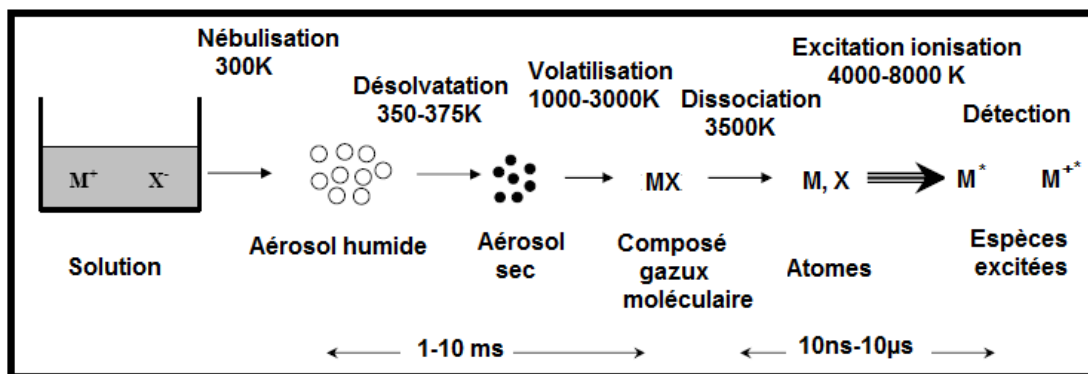 Nébulisation
300K
Désolvatation
350-375K
Volatilisation
1000-3000K
Dissociation
3500K
Excitation ionisation
4000-8000 K
Détection
M+ X-
MX
M, X
M* M+*
Solution
Aérosol humide
Aérosol
sec
Composé
gazux
moléculaire
Atomes
Espèces
excitées
1-10 ms
10ns-10µs